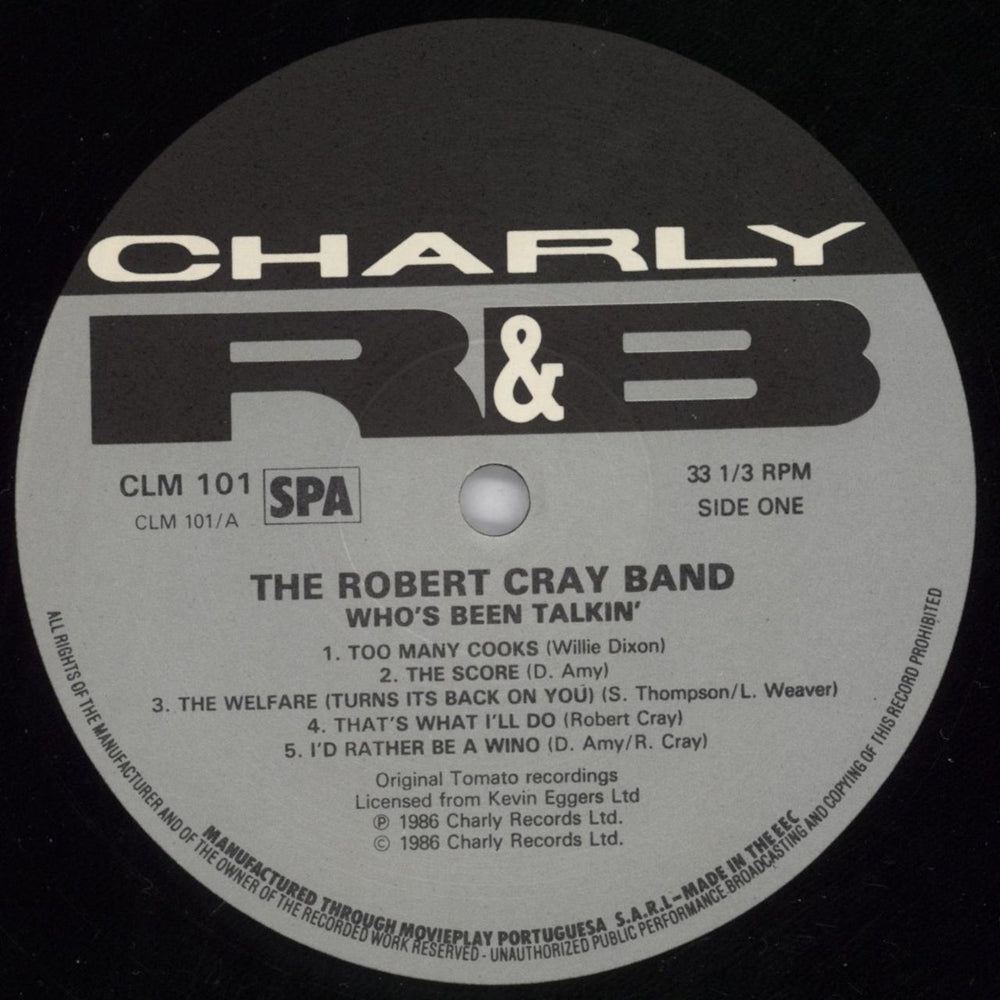 CHARLY
R&B
CLM 101 SPA
CLM 101/A
33 1/3 RPM
SIDE ONE
THE ROBERT CRAY BAND
WHO'S BEEN TALKIN'
1. TOO MANY COOKS (Willie Dixon)
2. THE SCORE (D. Amy)
3. THE WELFARE (TURNS ITS BACK ON YOU) (S. Thompson/L. Weaver)
4. THAT'S WHAT I'LL DO (Robert Cray)
5. I'D RATHER BE A WINO (D. Amy/R. Cray)
Original Tomato recordings
Licensed from Kevin Eggers Ltd
℗ 1986 Charly Records Ltd.
© 1986 Charly Records Ltd.
MANUFACTURED THROUGH MOVIEPLAY PORTUGUESA S.A.R.L-MADE IN THE EEC
ALL RIGHTS OF THE MANUFACTURER AND OF THE OWNER OF THE RECORDED WORK RESERVED - UNAUTHORIZED PUBLIC PERFORMANCE BROADCASTING AND COPYING OF THIS RECORD PROHIBITED